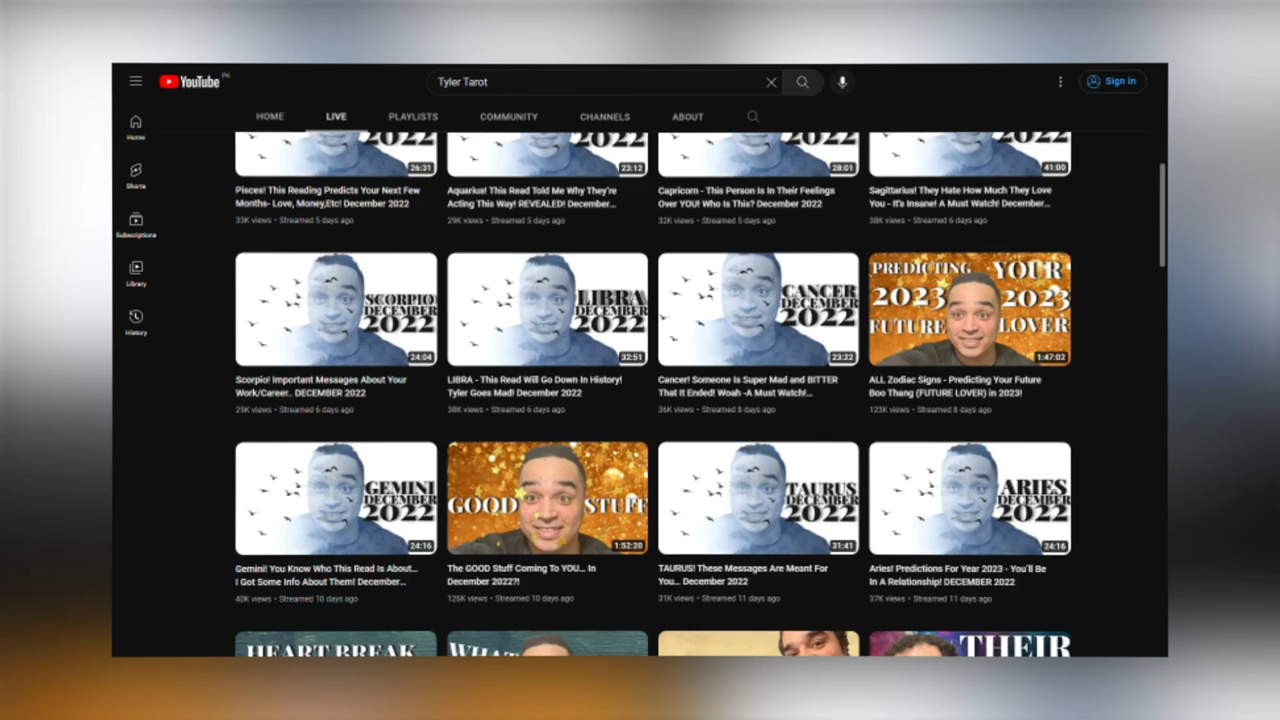 YouTube PK
Tyler Tarot
Sign in
HOME LIVE PLAYLISTS COMMUNITY CHANNELS ABOUT
Home
Shorts
Subscriptions
Library
History
2022
26:31
Pisces! This Reading Predicts Your Next Few
Months- Love, Money,Etc! December 2022
33K views • Streamed 5 days ago
2022
23:12
Aquarius! This Read Told Me Why They're
Acting This Way! REVEALED! December...
29K views • Streamed 5 days ago
2022
28:01
Capricorn - This Person Is In Their Feelings
Over YOU! Who Is This? December 2022
32K views • Streamed 5 days ago
2022
41:00
Sagittarius! They Hate How Much They Love
You - It's Insane! A Must Watch! December...
38K views • Streamed 6 days ago
SCORPIO
DECEMBER
2022
24:04
Scorpio! Important Messages About Your
Work/Career.. DECEMBER 2022
29K views • Streamed 6 days ago
LIBRA
DECEMBER
2022
32:51
LIBRA - This Read Will Go Down In History!
Tyler Goes Mad! December 2022
38K views • Streamed 6 days ago
CANCER
DECEMBER
2022
23:22
Cancer! Someone Is Super Mad and BITTER
That It Ended! Woah -A Must Watch!...
36K views • Streamed 8 days ago
PREDICTING YOUR
2023 2023
FUTURE LOVER
1:47:02
ALL Zodiac Signs - Predicting Your Future
Boo Thang (FUTURE LOVER) in 2023!
123K views • Streamed 8 days ago
GEMINI
DECEMBER
2022
24:16
Gemini! You Know Who This Read Is About...
I Got Some Info About Them! December...
40K views • Streamed 10 days ago
GOOD STUFF
1:52:20
The GOOD Stuff Coming To YOU... In
December 2022?!
126K views • Streamed 10 days ago
TAURUS
DECEMBER
2022
31:41
TAURUS! These Messages Are Meant For
You... December 2022
31K views • Streamed 11 days ago
ARIES
DECEMBER
2022
24:16
Aries! Predictions For Year 2023 - You'll Be
In A Relationship! DECEMBER 2022
37K views • Streamed 11 days ago
HEART BREAK
WHAT
THEIR